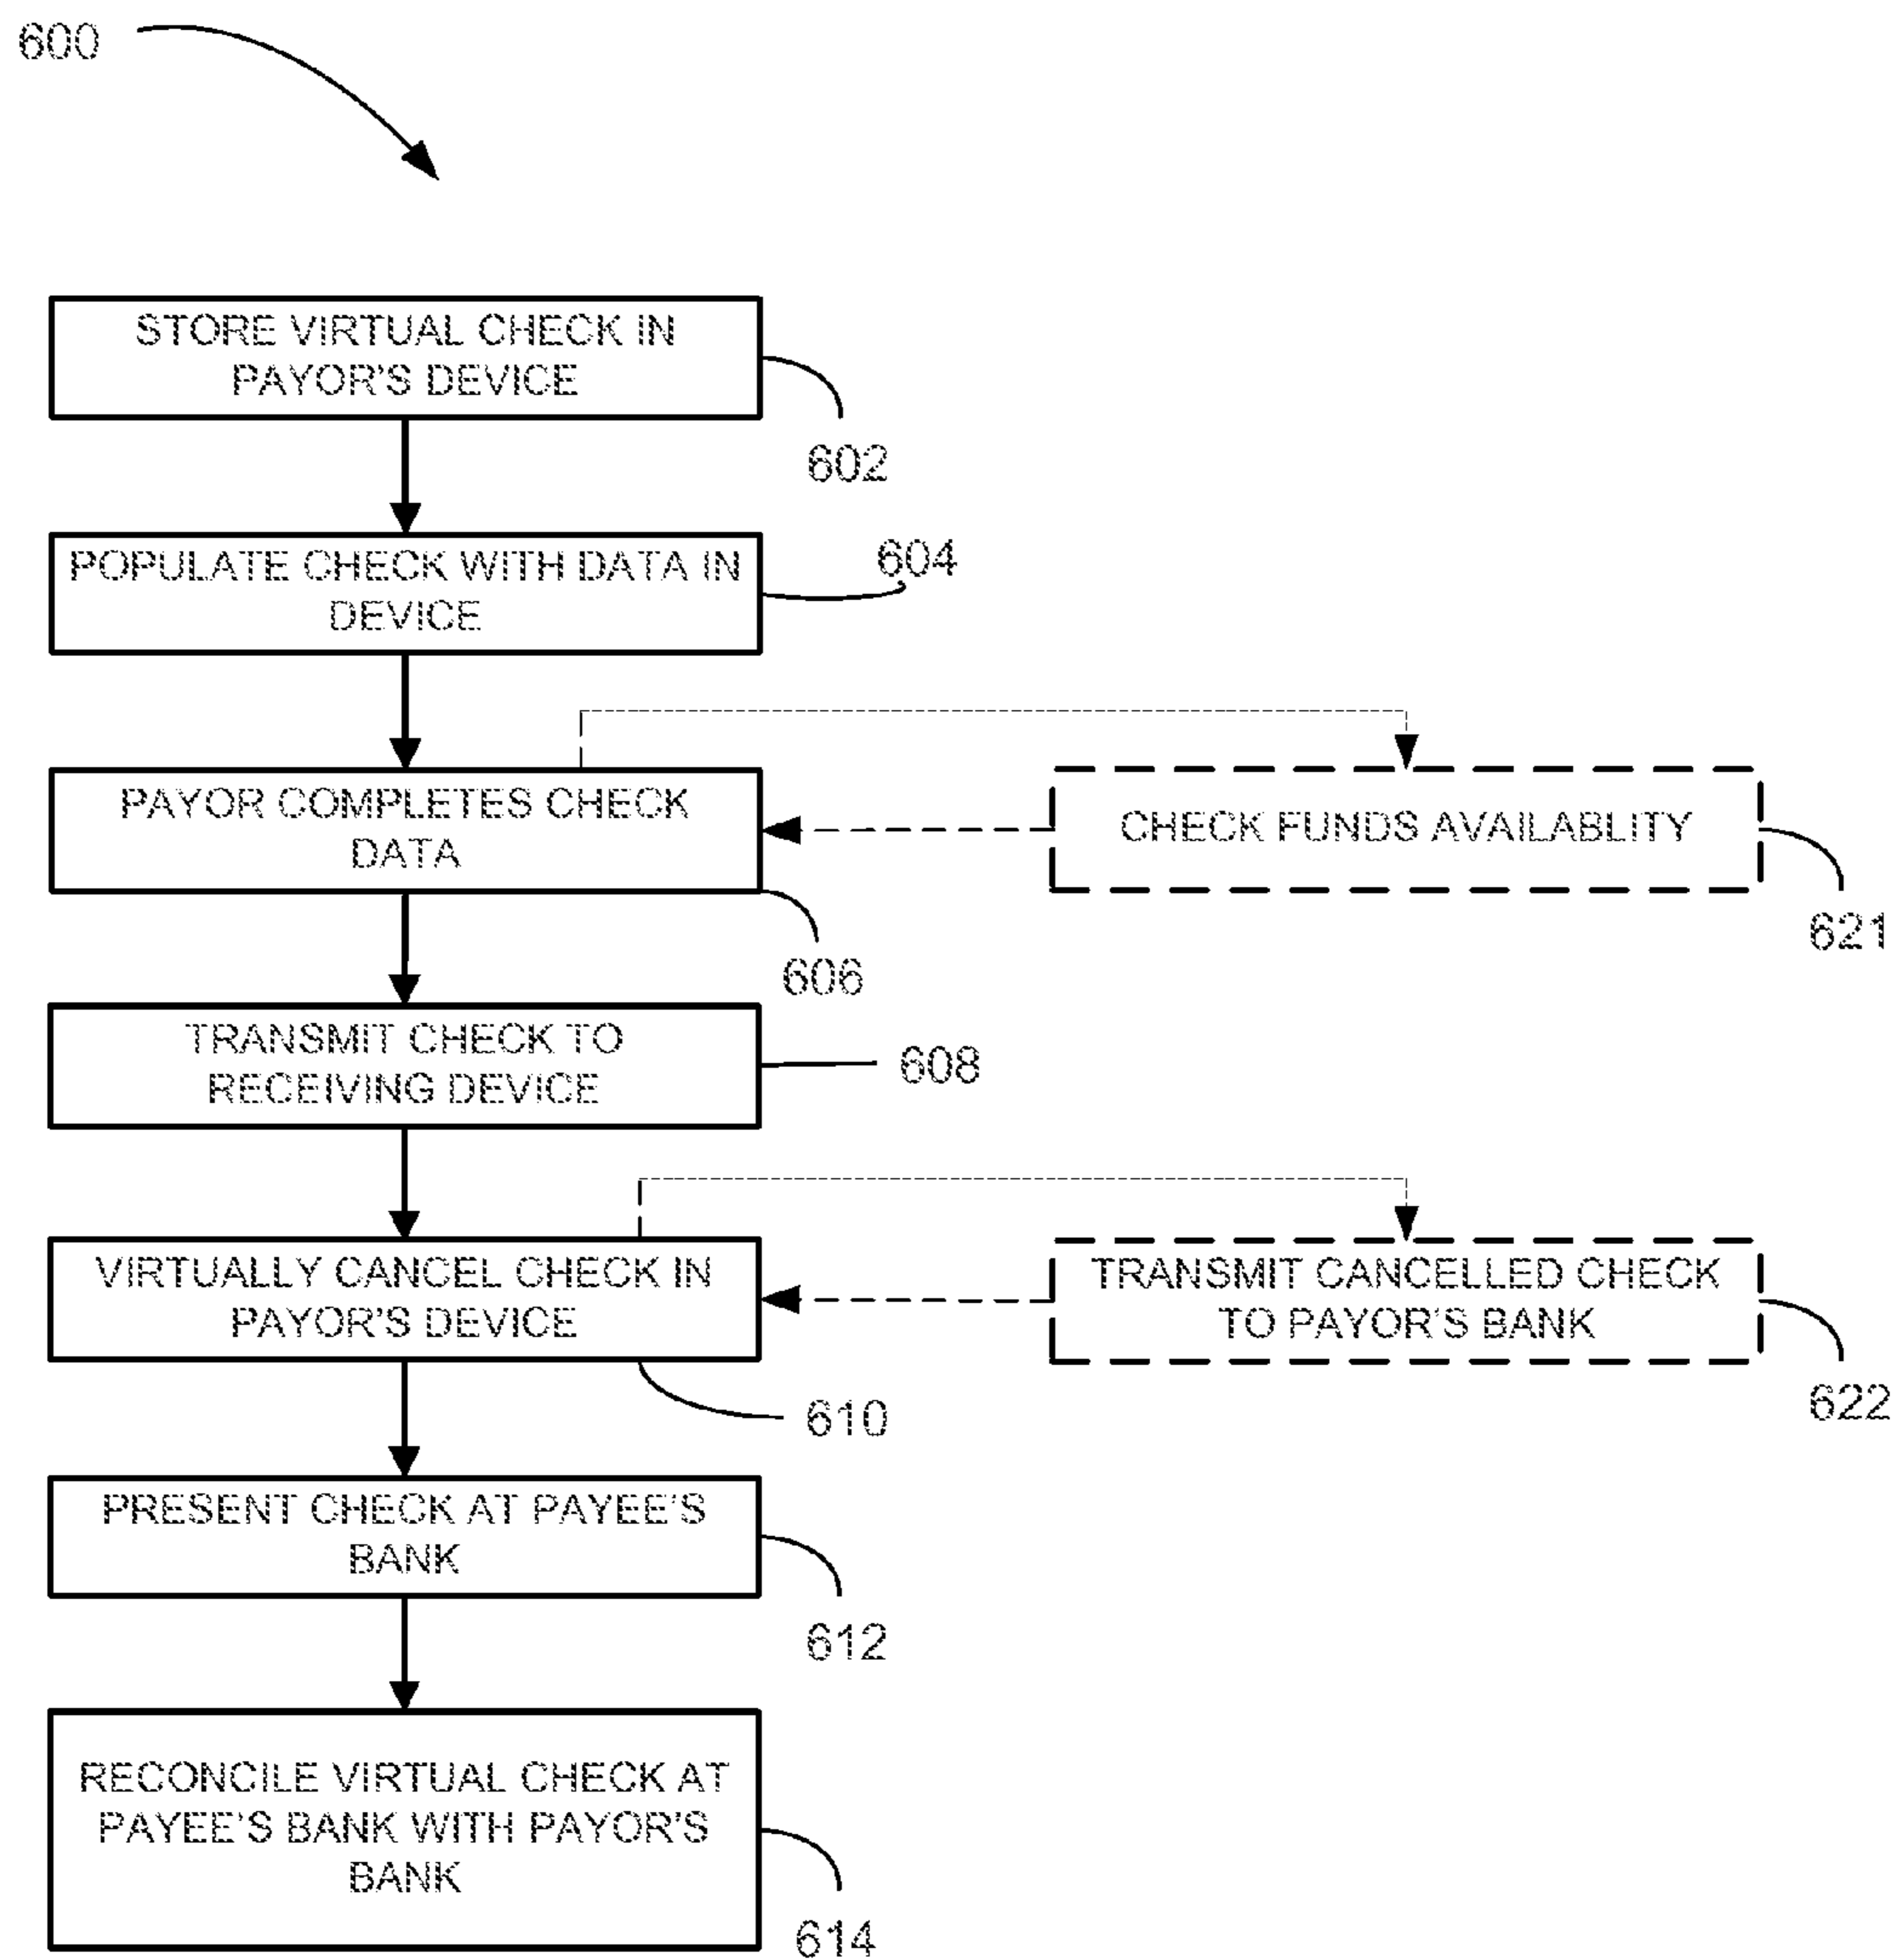 600
STORE VIRTUAL CHECK IN
PAYOR'S DEVICE
602
POPULATE CHECK WITH DATA IN
DEVICE
604
PAYOR COMPLETES CHECK
DATA
606
CHECK FUNDS AVAILABLITY
621
TRANSMIT CHECK TO
RECEIVING DEVICE
608
VIRTUALLY CANCEL CHECK IN
PAYOR'S DEVICE
610
TRANSMIT CANCELLED CHECK
TO PAYOR'S BANK
622
PRESENT CHECK AT PAYEE'S
BANK
612
RECONCILE VIRTUAL CHECK AT
PAYEE'S BANK WITH PAYOR'S
BANK
614